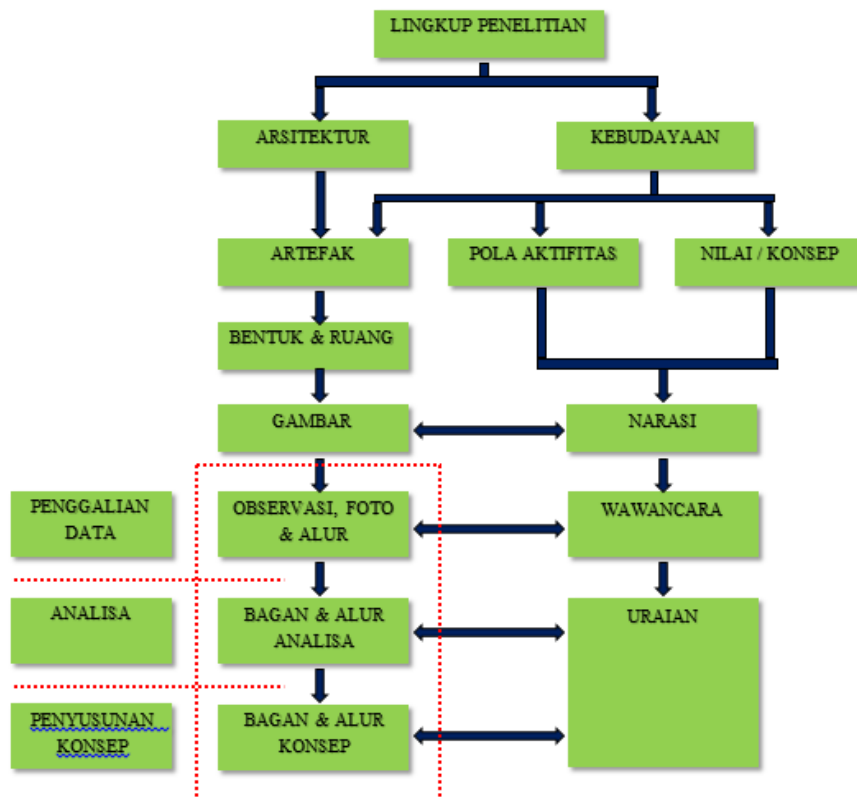 LINGKUP PENELITIAN
ARSITEKTUR
KEBUDAYAAN
ARTEFAK
POLA AKTIFITAS
NILAI / KONSEP
BENTUK & RUANG
GAMBAR
NARASI
PENGGALIAN
DATA
OBSERVASI, FOTO
& ALUR
WAWANCARA
ANALISA
BAGAN & ALUR
ANALISA
URAIAN
PENYUSUNAN
KONSEP
BAGAN & ALUR
KONSEP